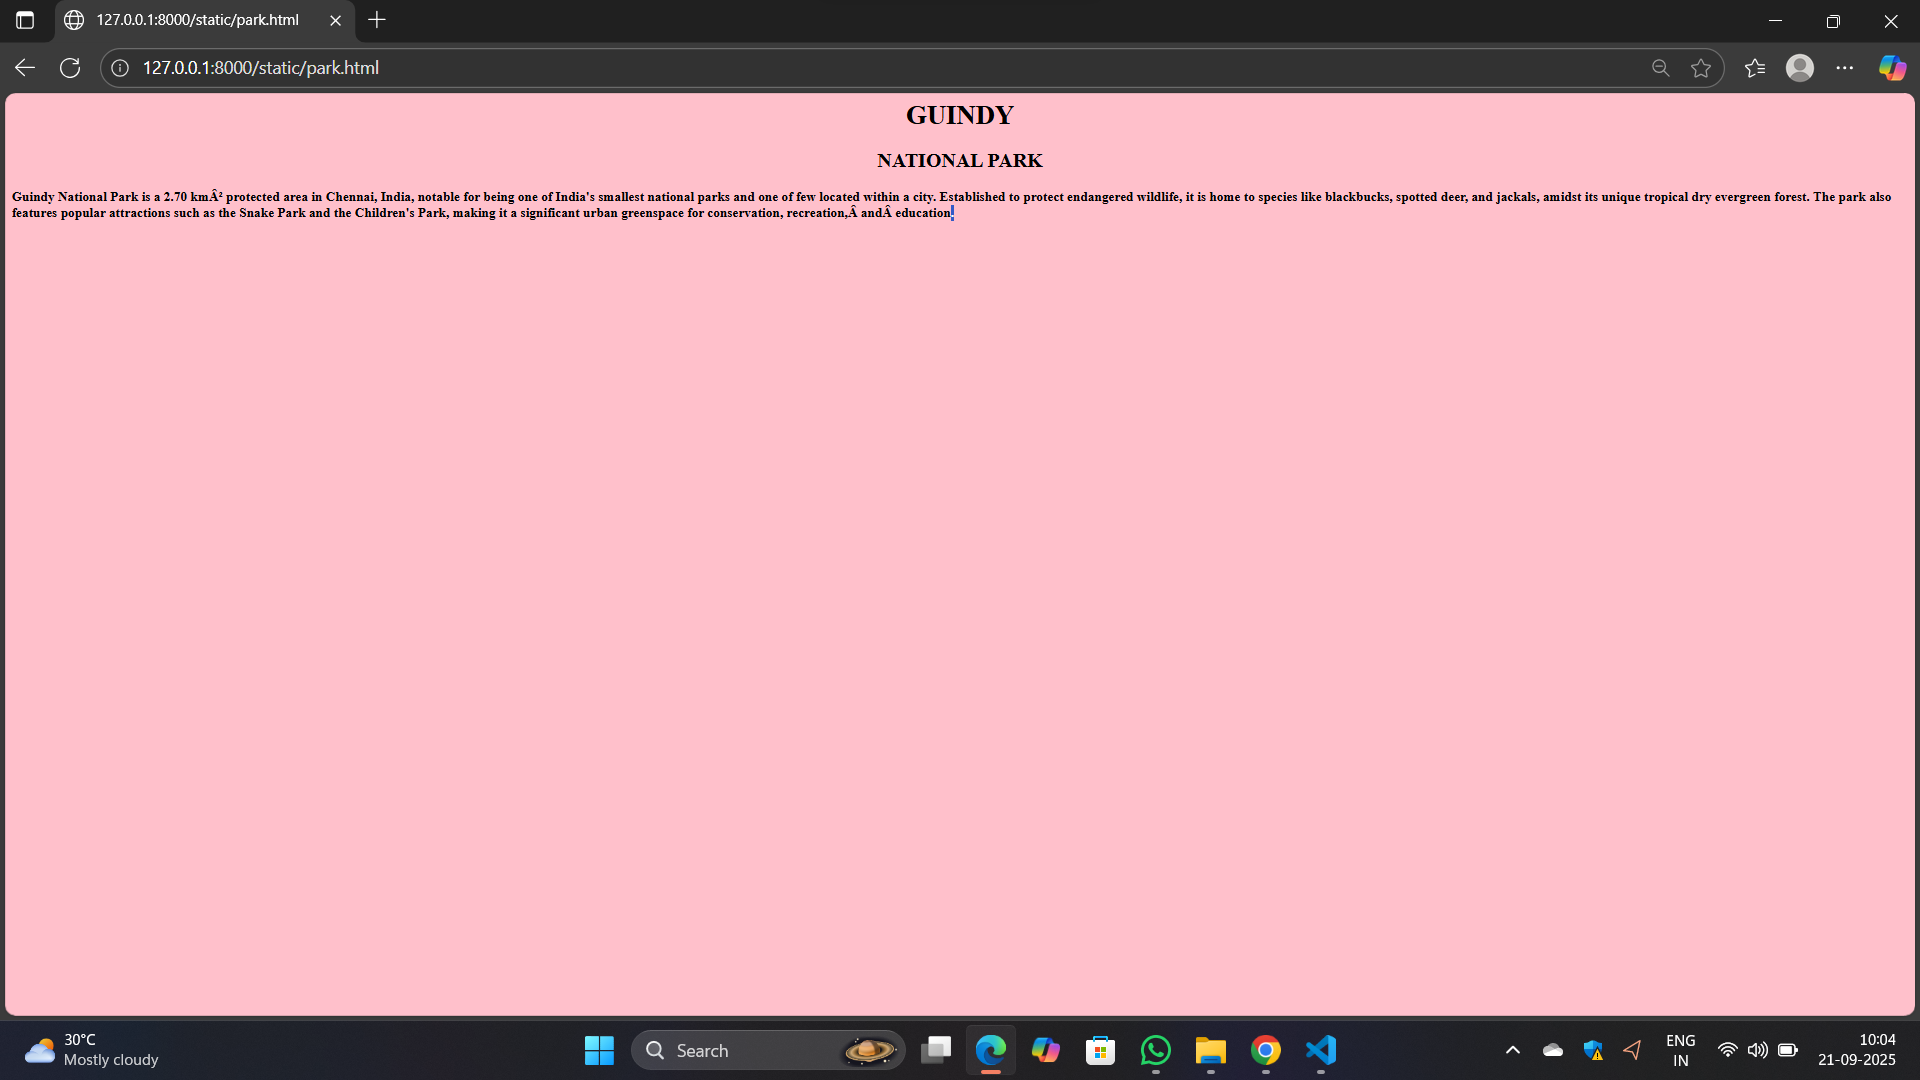 127.0.0.1:8000/static/park.html
127.0.0.1:8000/static/park.html
GUINDY
NATIONAL PARK
Guindy National Park is a 2.70 kmÂ² protected area in Chennai, India, notable for being one of India's smallest national parks and one of few located within a city. Established to protect endangered wildlife, it is home to species like blackbucks, spotted deer, and jackals, amidst its unique tropical dry evergreen forest. The park also
features popular attractions such as the Snake Park and the Children's Park, making it a significant urban greenspace for conservation, recreation,Â andÂ education.
30°C
Mostly cloudy
Search
ENG
IN
10:04
21-09-2025